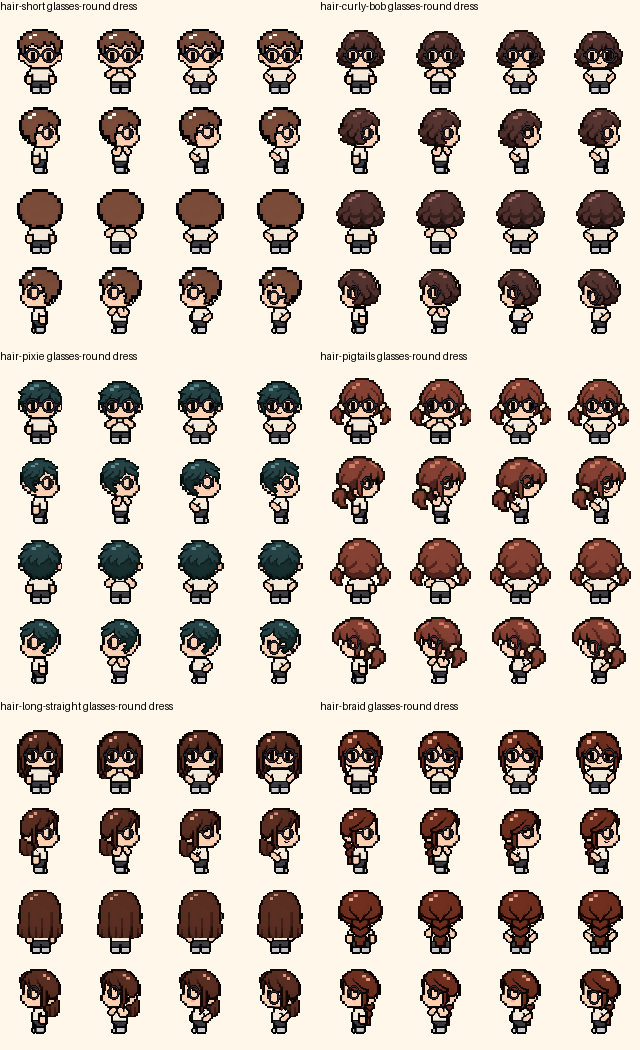 hair-short glasses-round dress
hair-curly-bob glasses-round dress
hair-pixie glasses-round dress
hair-pigtails glasses-round dress
hair-long-straight glasses-round dress
hair-braid glasses-round dress